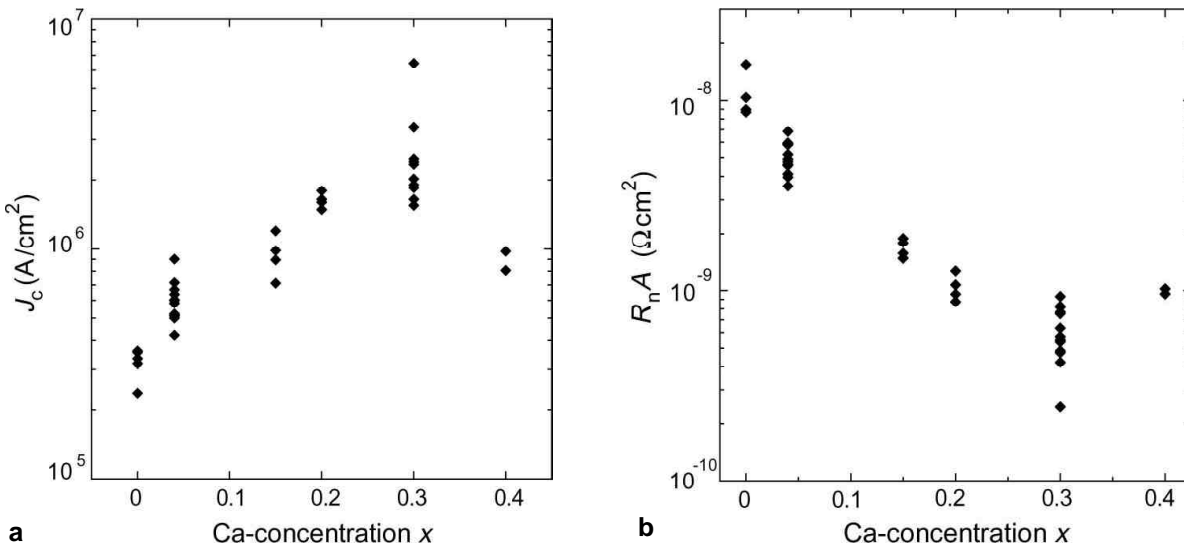 10^7
10^6
10^5
J_c (A/cm^2)
0 0.1 0.2 0.3 0.4
Ca-concentration x
a
10^-8
10^-9
10^-10
R_nA (Ωcm^2)
0 0.1 0.2 0.3 0.4
Ca-concentration x
b